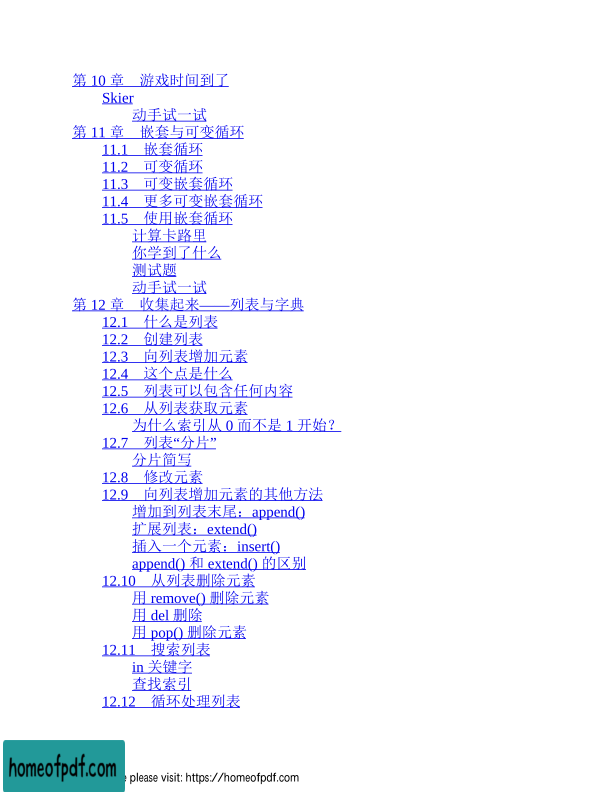 第 10 章　游戏时间到了
Skier
动手试一试
第 11 章　嵌套与可变循环
11.1　嵌套循环
11.2　可变循环
11.3　可变嵌套循环
11.4　更多可变嵌套循环
11.5　使用嵌套循环
计算卡路里
你学到了什么
测试题
动手试一试
第 12 章　收集起来——列表与字典
12.1　什么是列表
12.2　创建列表
12.3　向列表增加元素
12.4　这个点是什么
12.5　列表可以包含任何内容
12.6　从列表获取元素
为什么索引从 0 而不是 1 开始？
12.7　列表“分片”
分片简写
12.8　修改元素
12.9　向列表增加元素的其他方法
增加到列表末尾：append()
扩展列表：extend()
插入一个元素：insert()
append() 和 extend() 的区别
12.10　从列表删除元素
用 remove() 删除元素
用 del 删除
用 pop() 删除元素
12.11　搜索列表
in 关键字
查找索引
12.12　循环处理列表
homeofpdf.com
please visit: https://homeofpdf.com